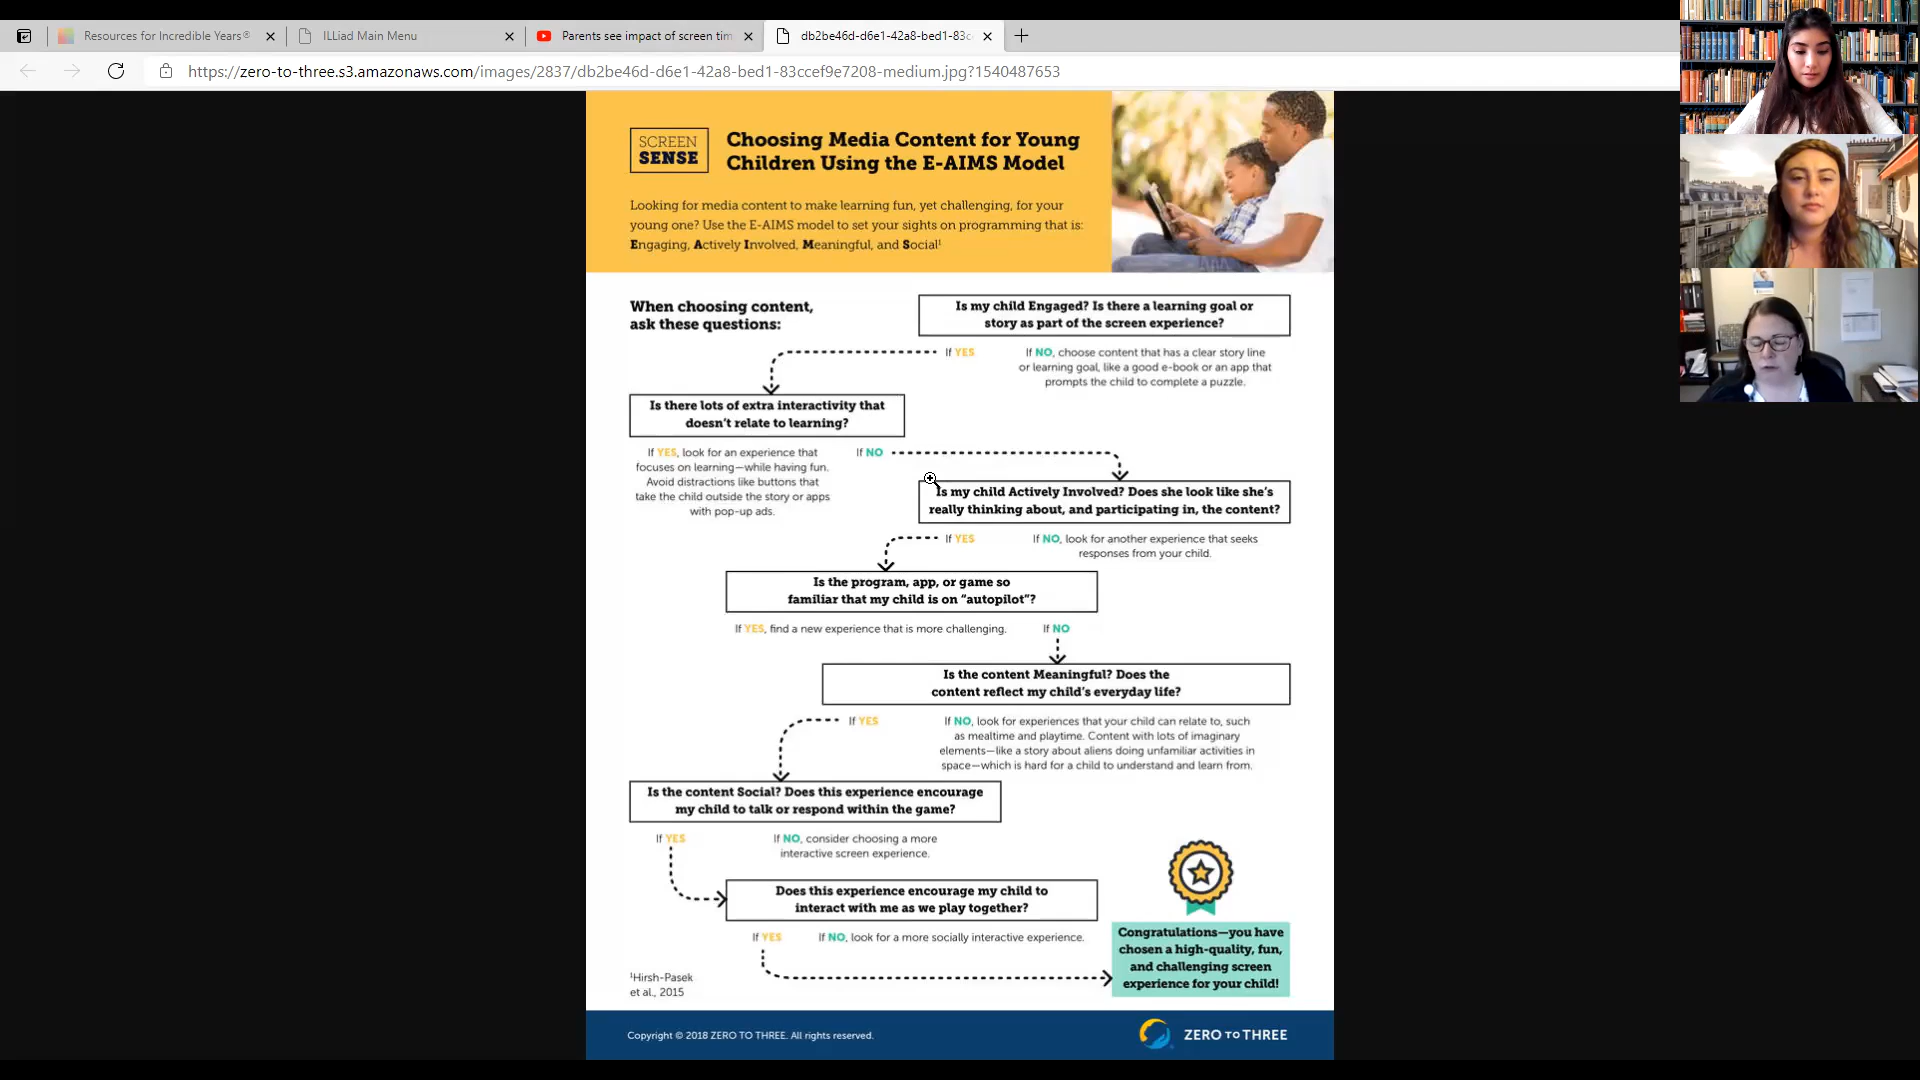 Resources for Incredible Years®
ILLiad Main Menu
Parents see impact of screen tim
db2be46d-d6e1-42a8-bed1-83c
https://zero-to-three.s3.amazonaws.com/images/2837/db2be46d-d6e1-42a8-bed1-83ccef9e7208-medium.jpg?1540487653
SCREEN
SENSE
Choosing Media Content for Young
Children Using the E-AIMS Model
Looking for media content to make learning fun, yet challenging, for your
young one? Use the E-AIMS model to set your sights on programming that is:
Engaging, Actively Involved, Meaningful, and Social¹
When choosing content,
ask these questions:
Is my child Engaged? Is there a learning goal or
story as part of the screen experience?
If YES
If NO, choose content that has a clear story line
or learning goal, like a good e-book or an app that
prompts the child to complete a puzzle.
Is there lots of extra interactivity that
doesn't relate to learning?
If YES, look for an experience that
focuses on learning—while having fun.
Avoid distractions like buttons that
take the child outside the story or apps
with pop-up ads.
If NO
Is my child Actively Involved? Does she look like she's
really thinking about, and participating in, the content?
If YES
If NO, look for another experience that seeks
responses from your child.
Is the program, app, or game so
familiar that my child is on "autopilot"?
If YES, find a new experience that is more challenging.
If NO
Is the content Meaningful? Does the
content reflect my child's everyday life?
If YES
If NO, look for experiences that your child can relate to, such
as mealtime and playtime. Content with lots of imaginary
elements—like a story about aliens doing unfamiliar activities in
space—which is hard for a child to understand and learn from.
Is the content Social? Does this experience encourage
my child to talk or respond within the game?
If YES
If NO, consider choosing a more
interactive screen experience.
Does this experience encourage my child to
interact with me as we play together?
If YES
If NO, look for a more socially interactive experience.
Congratulations—you have
chosen a high-quality, fun,
and challenging screen
experience for your child!
¹Hirsh-Pasek
et al., 2015
Copyright © 2018 ZERO TO THREE. All rights reserved.
ZERO TO THREE